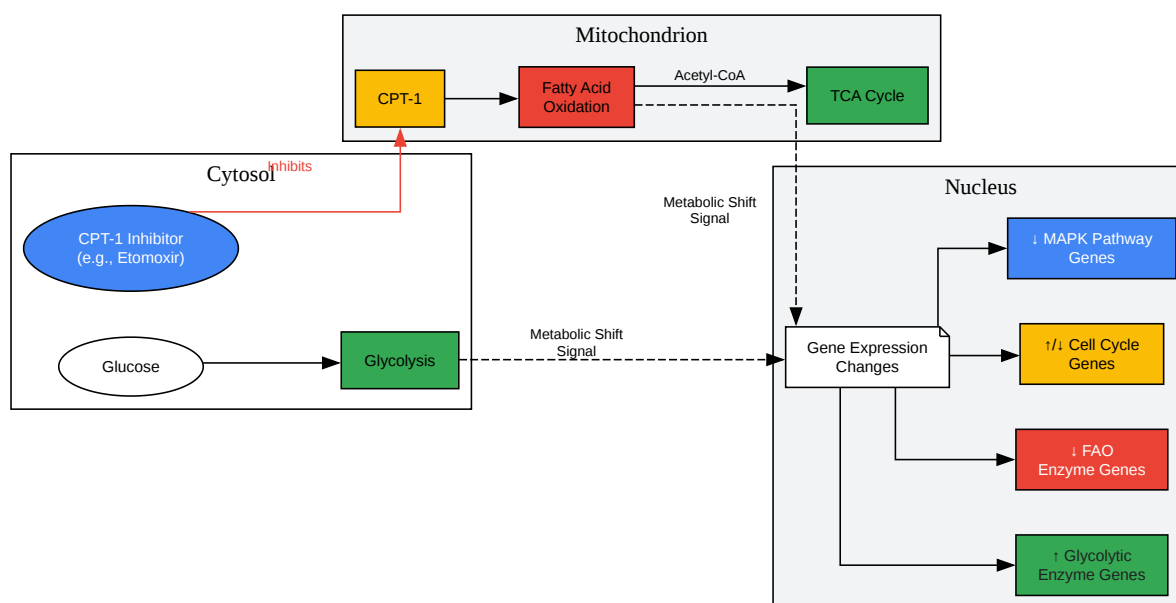 Mitochondrion
CPT-1
Fatty Acid
Oxidation
Acetyl-CoA
TCA Cycle
Cytosol
Inhibits
CPT-1 Inhibitor
(e.g., Etomoxir)
Glucose
Glycolysis
Metabolic Shift
Signal
Metabolic Shift
Signal
Nucleus
Gene Expression
Changes
↓ MAPK Pathway
Genes
↑/↓ Cell Cycle
Genes
↓ FAO
Enzyme Genes
↑ Glycolytic
Enzyme Genes